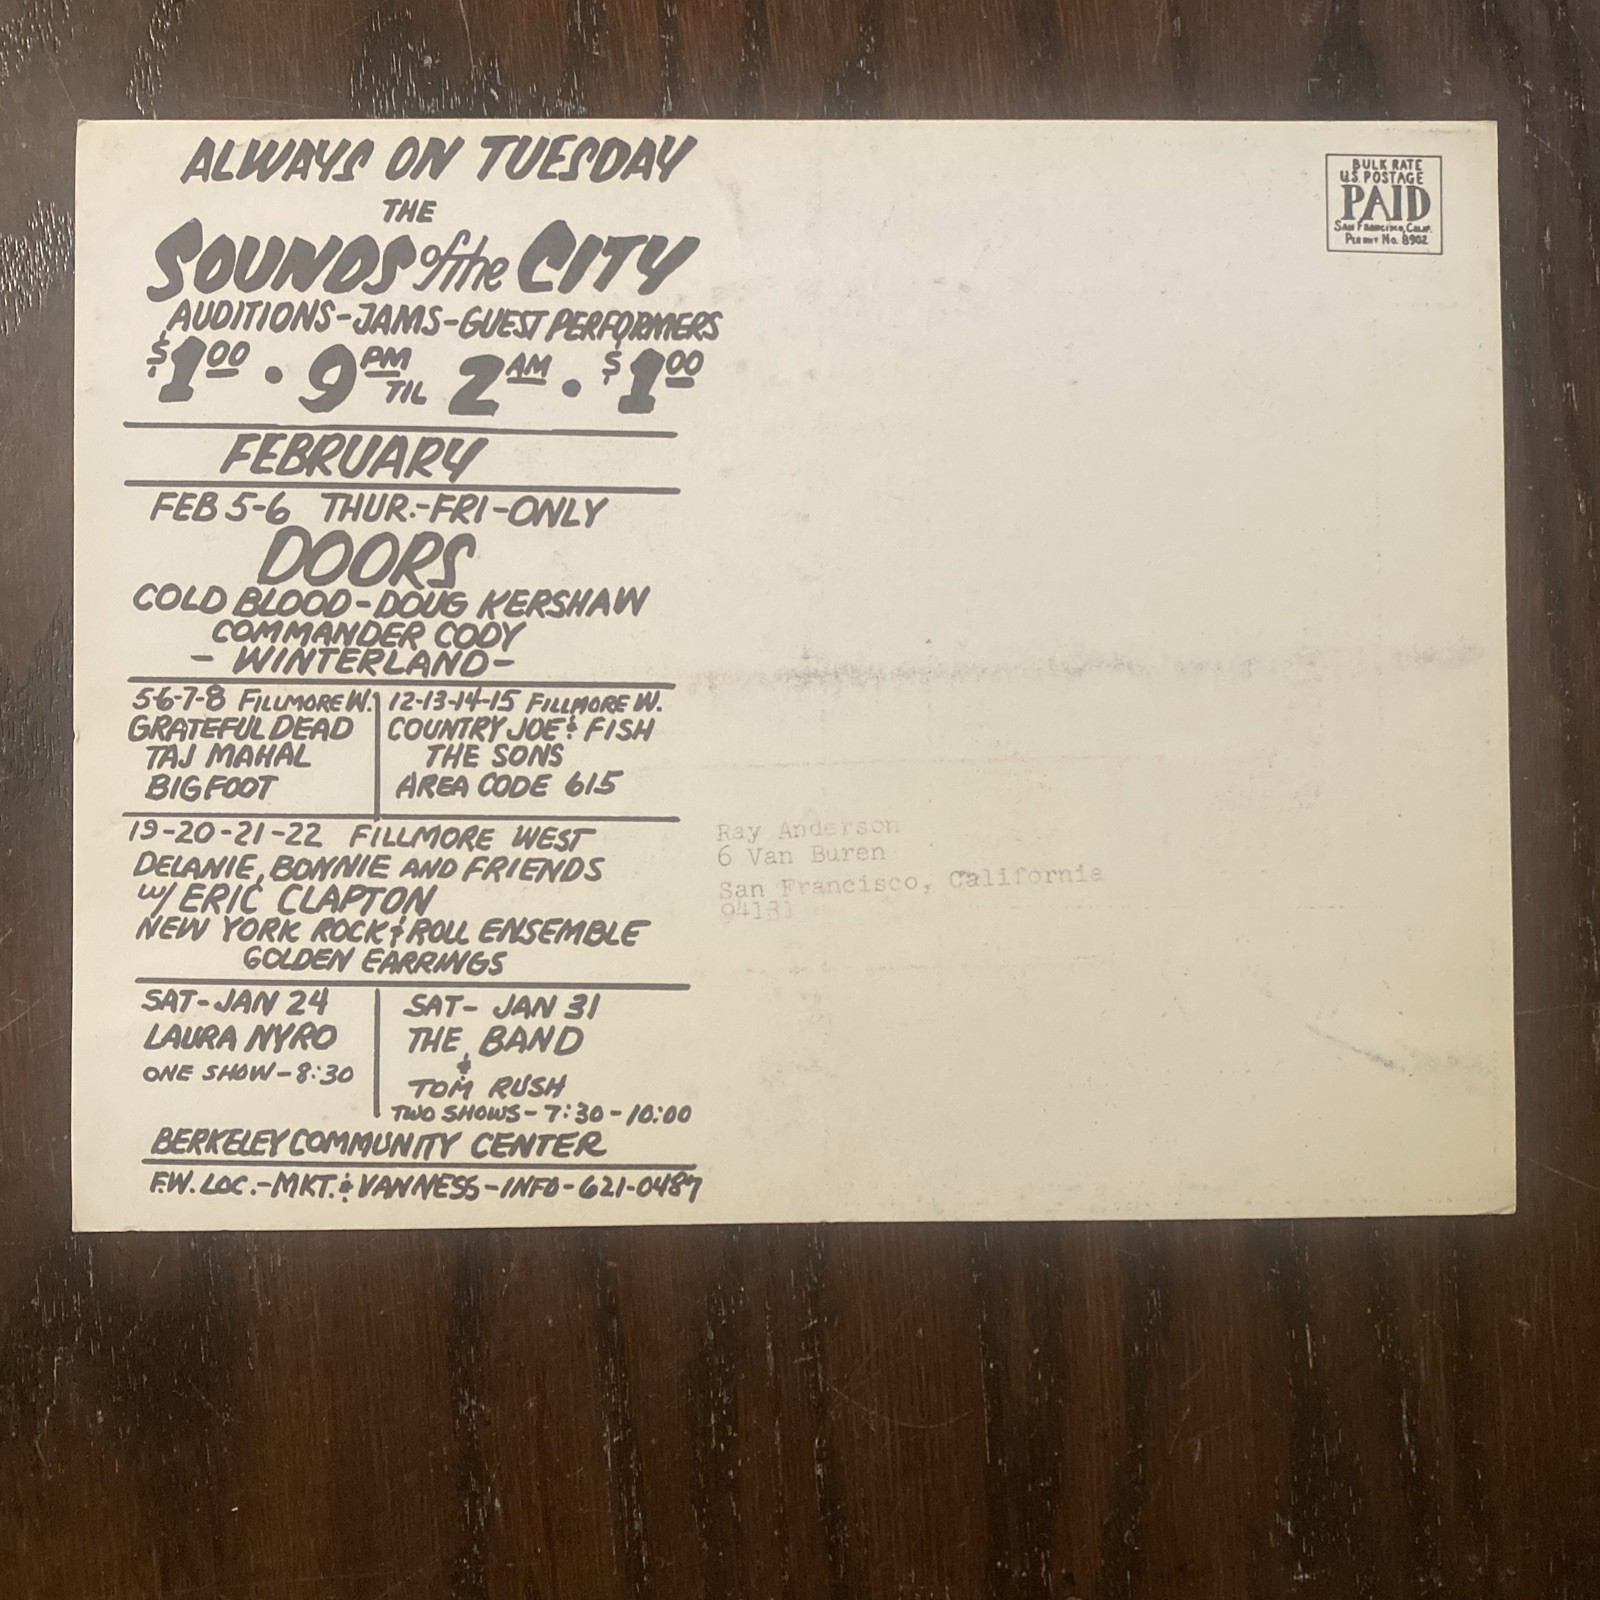 ALWAYS ON TUESDAY
THE
SOUNDS of the CITY
AUDITIONS-JAMS-GUEST PERFORMERS
$1.00 • 9 PM TIL 2 AM • $1.00
FEBRUARY
FEB 5-6 THUR.-FRI-ONLY
DOORS
COLD BLOOD-DOUG KERSHAW
COMMANDER CODY
- WINTERLAND-
5-6-7-8 FILLMORE W.
GRATEFUL DEAD
TAJ MAHAL
BIGFOOT
12-13-14-15 FILLMORE W.
COUNTRY JOE & FISH
THE SONS
AREA CODE 615
19-20-21-22 FILLMORE WEST
DELANIE, BONNIE AND FRIENDS
W/ ERIC CLAPTON
NEW YORK ROCK & ROLL ENSEMBLE
GOLDEN EARRINGS
SAT-JAN 24
LAURA NYRO
ONE SHOW-8:30
SAT- JAN 31
THE BAND
&
TOM RUSH
TWO SHOWS-7:30-10:00
BERKELEY COMMUNITY CENTER
F.W. LOC.-MKT. & VAN NESS-INFO-621-0487
BULK RATE
U.S. POSTAGE
PAID
SAN FRANCISCO, CALIF.
PERMIT No. 8902
Ray Anderson
6 Van Buren
San Francisco, California
94131